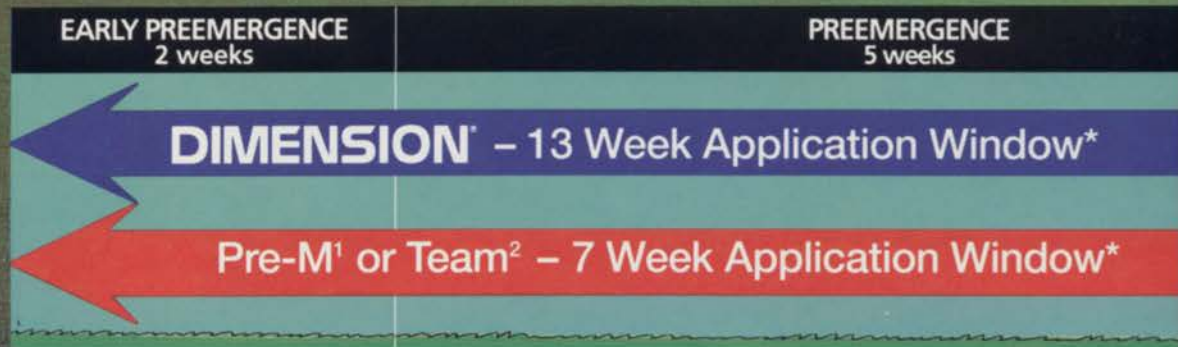 EARLY PREEMERGENCE
2 weeks
PREEMERGENCE
5 weeks
DIMENSION® – 13 Week Application Window*
Pre-M¹ or Team² – 7 Week Application Window*